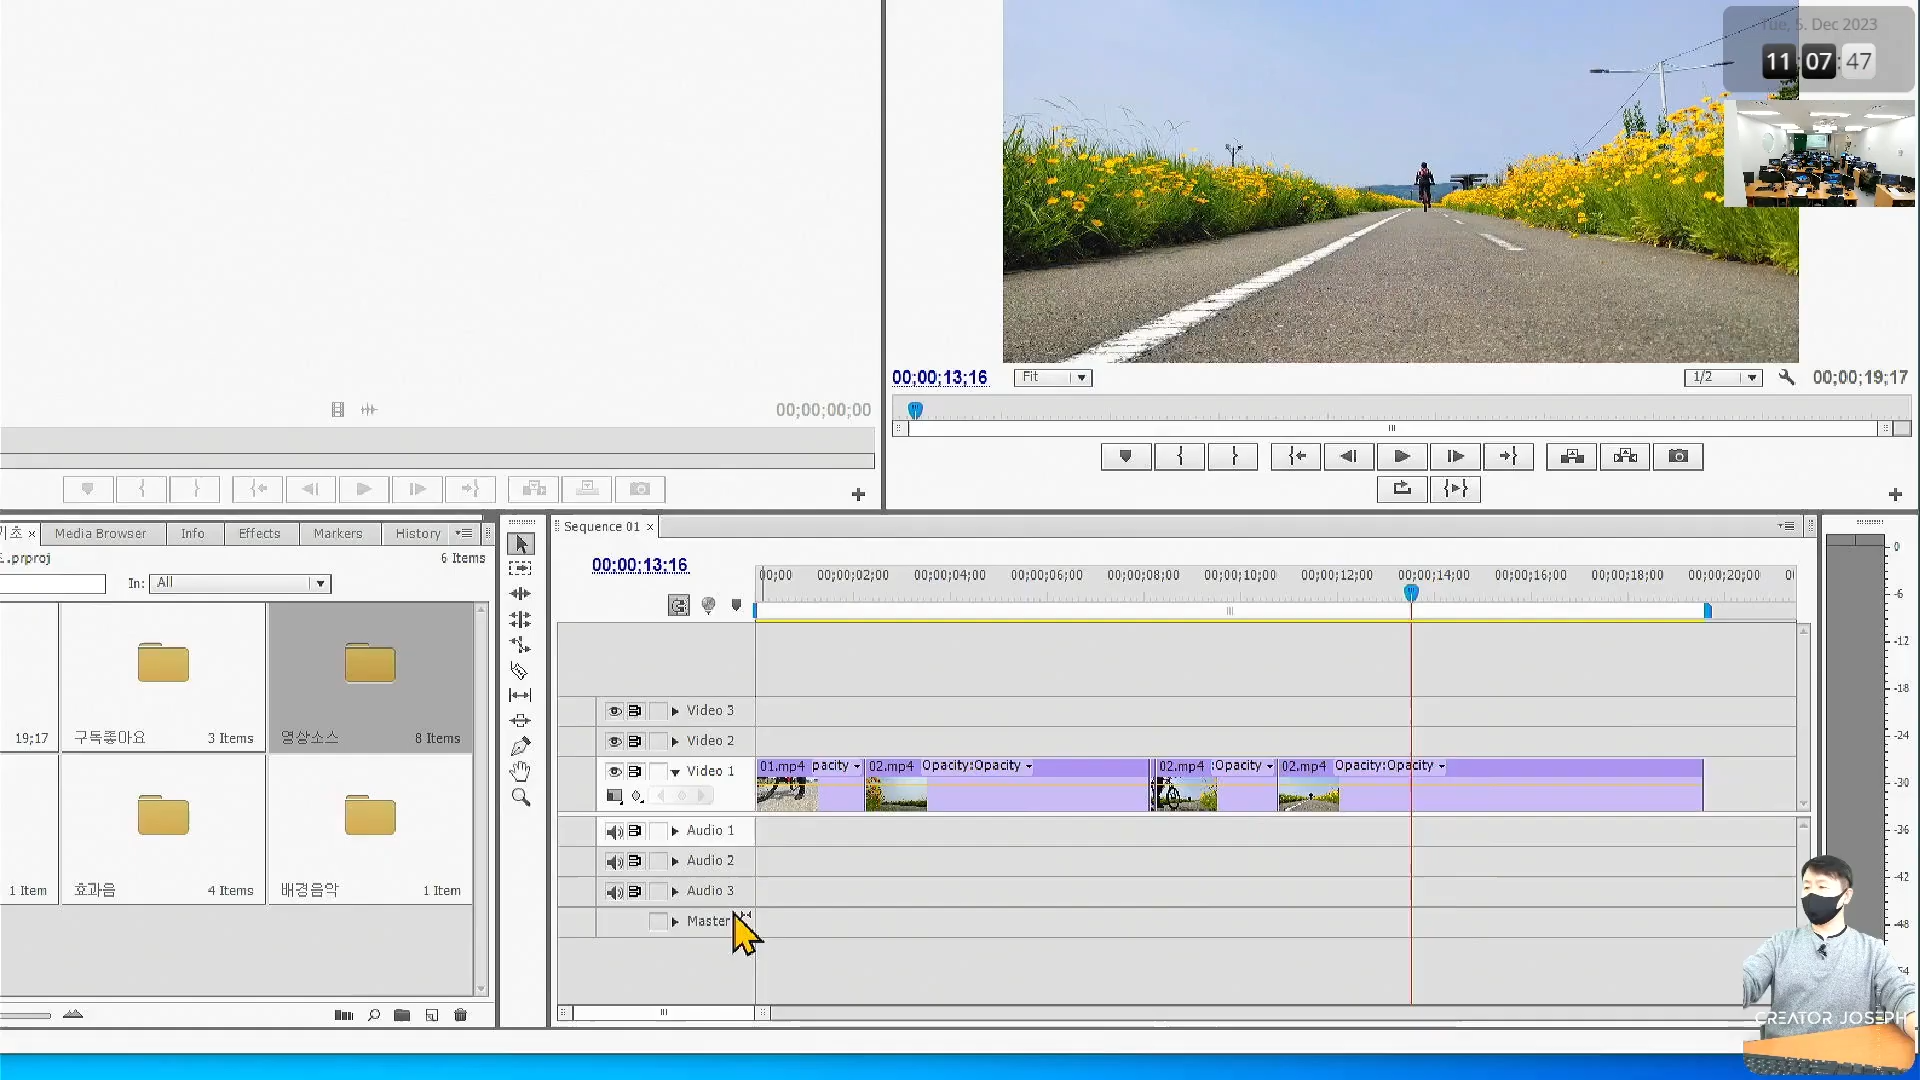 Tue, 5. Dec 2023
11 07 47
00;00;13;16
Fit
1/2
00;00;19;17
00;00;00;00
기초
Media Browser
Info
Effects
Markers
History
.prproj
6 Items
In:
All
19;17
구독좋아요
3 Items
영상소스
8 Items
1 Item
효과음
4 Items
배경음악
1 Item
Sequence 01
00:00:13:16
00;00
00;00;02;00
00;00;04;00
00;00;06;00
00;00;08;00
00;00;10;00
00;00;12;00
00;00;14;00
00;00;16;00
00;00;18;00
00;00;20;00
Video 3
Video 2
Video 1
01.mp4 pacity
02.mp4 Opacity:Opacity
02.mp4 :Opacity
02.mp4 Opacity:Opacity
Audio 1
Audio 2
Audio 3
Master
0
-6
-12
-18
-24
-30
-36
-42
-48
CREATOR JOSEPH